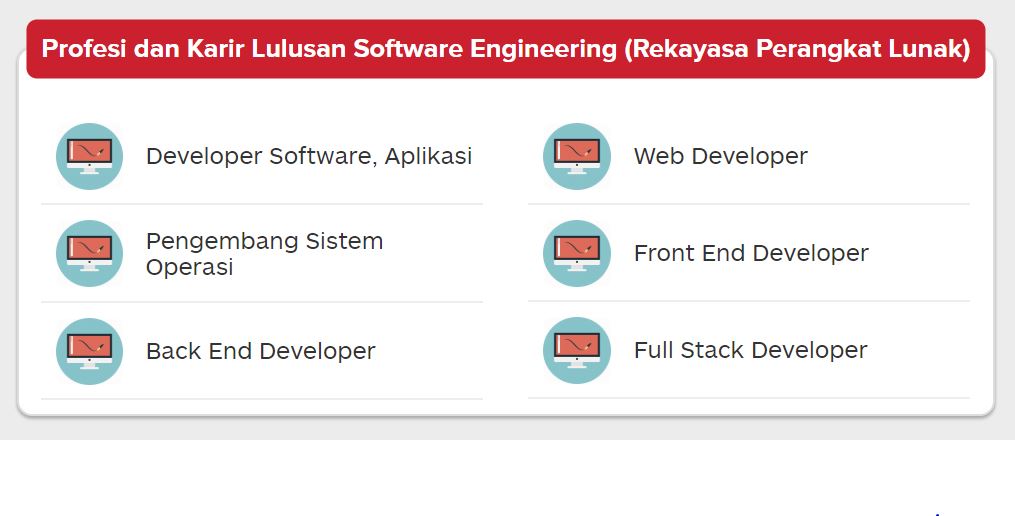 Profesi dan Karir Lulusan Software Engineering (Rekayasa Perangkat Lunak)
Developer Software, Aplikasi
Web Developer
Pengembang Sistem
Operasi
Front End Developer
Back End Developer
Full Stack Developer